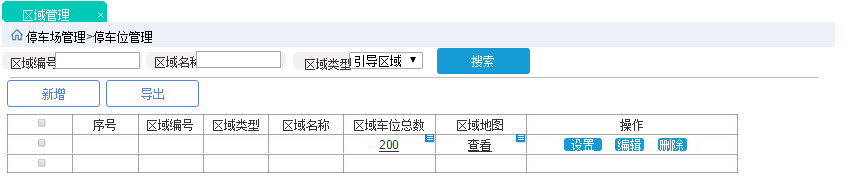 区域管理 ×
停车场管理>停车位管理
区域编号 区域名称 区域类型 引导区域 ▼ 搜索
新增 导出
序号 区域编号 区域类型 区域名称 区域车位总数 区域地图 操作
200 查看 设置 编辑 删除